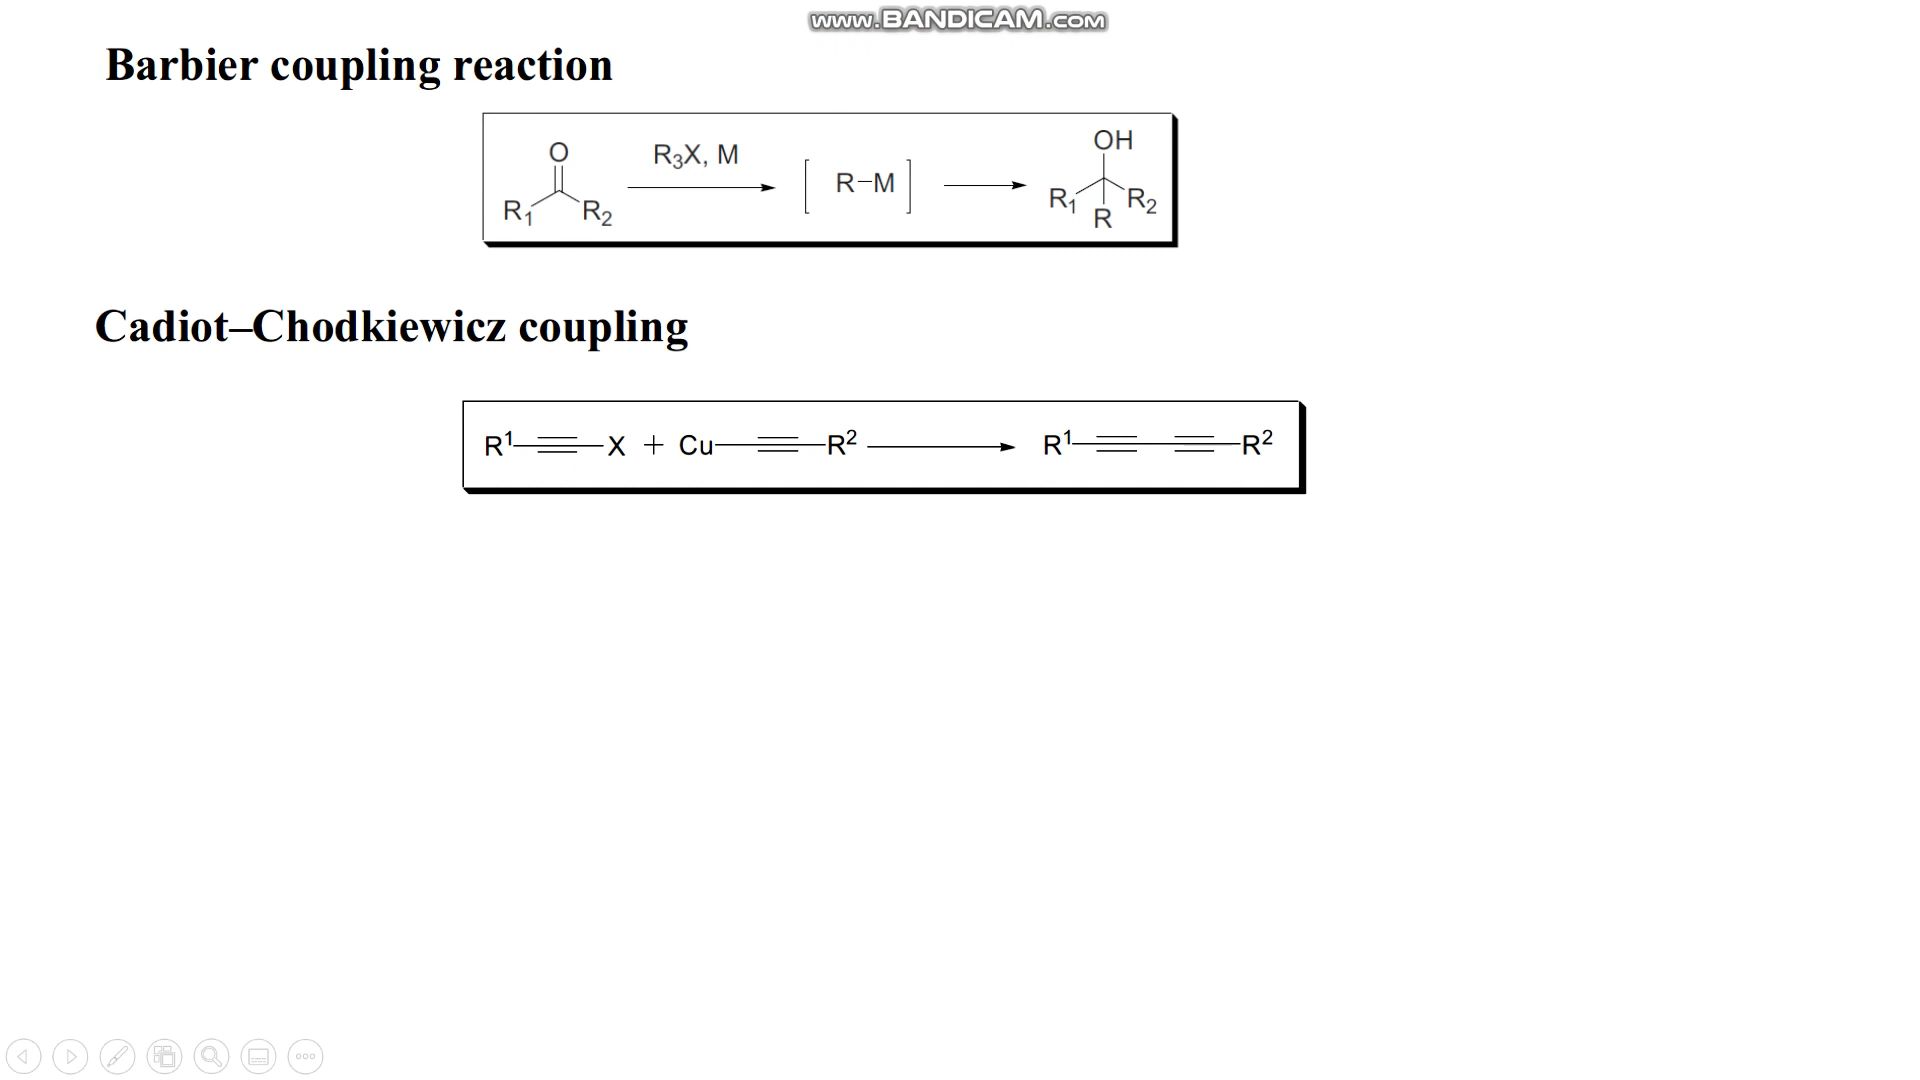 www.BANDICAM.com
Barbier coupling reaction
O
R₁ R₂
R₃X, M
[ R–M ]
OH
R₁ R₂
R
Cadiot–Chodkiewicz coupling
R¹ X + Cu R² R¹ R²